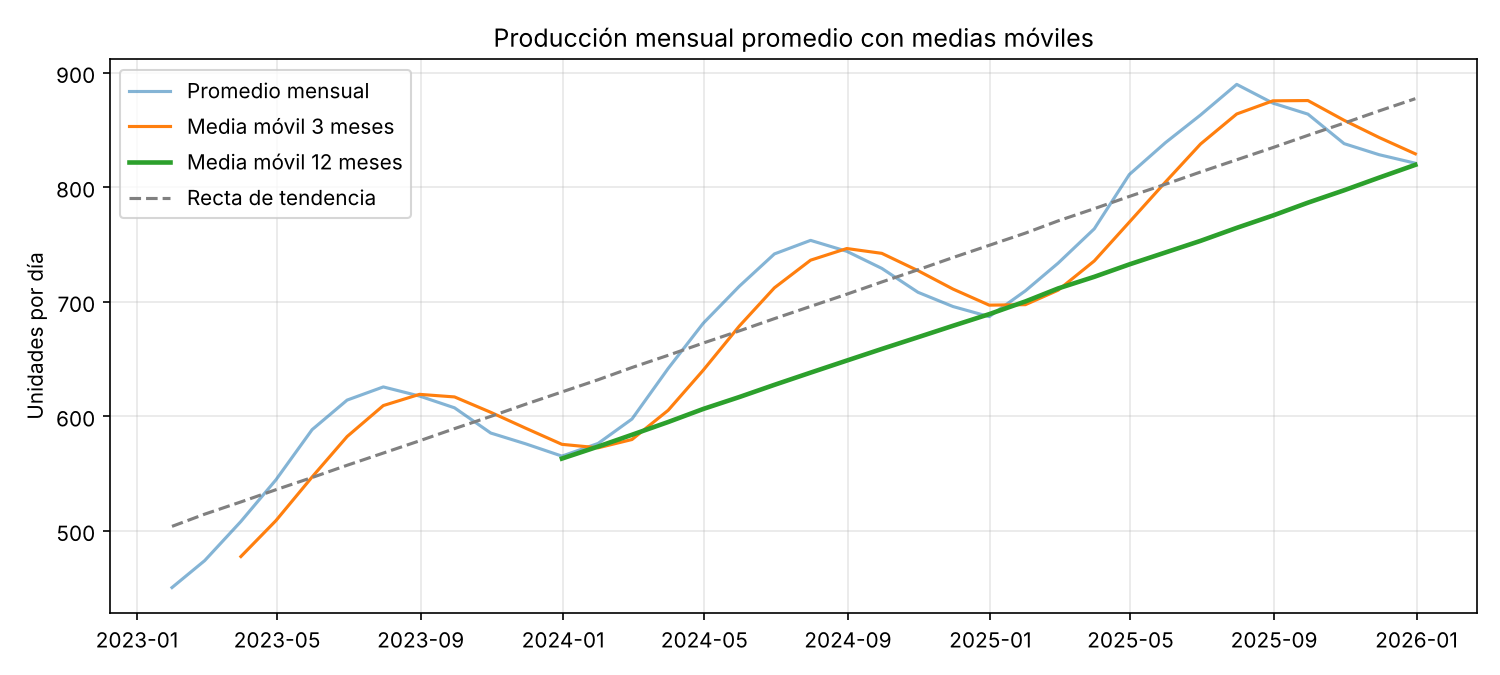 Producción mensual promedio con medias móviles
Promedio mensual
Media móvil 3 meses
Media móvil 12 meses
Recta de tendencia
Unidades por día
900
800
700
600
500
2023-01
2023-05
2023-09
2024-01
2024-05
2024-09
2025-01
2025-05
2025-09
2026-01